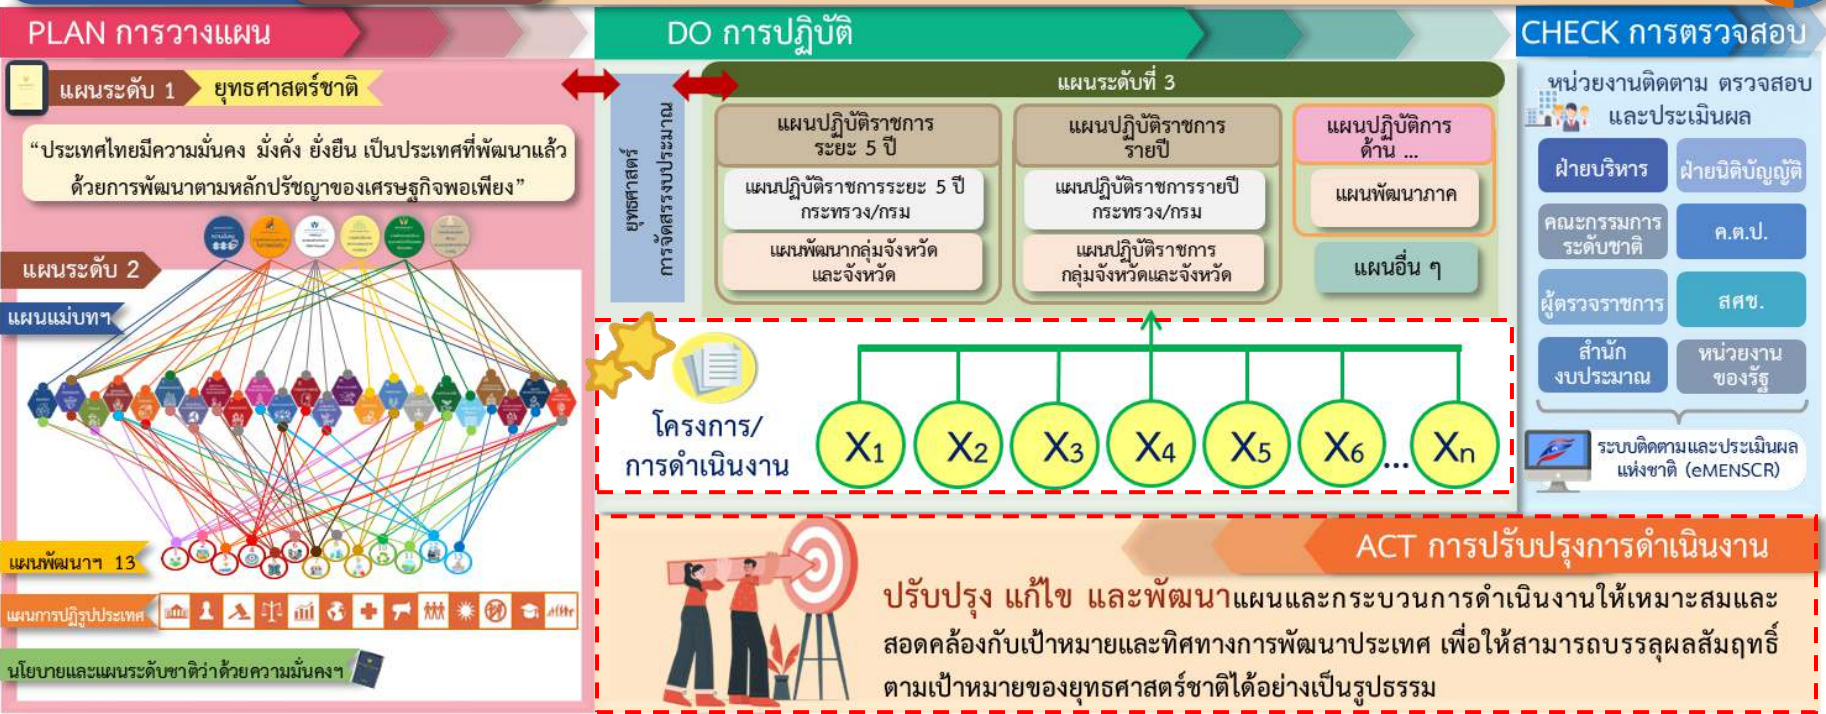 PLAN การวางแผน
แผนระดับ 1
ยุทธศาสตร์ชาติ
“ประเทศไทยมีความมั่นคง มั่งคั่ง ยั่งยืน เป็นประเทศที่พัฒนาแล้ว
ด้วยการพัฒนาตามหลักปรัชญาของเศรษฐกิจพอเพียง”
แผนระดับ 2
แผนแม่บทฯ
แผนพัฒนาฯ 13
แผนการปฏิรูปประเทศ
นโยบายและแผนระดับชาติว่าด้วยความมั่นคงฯ
DO การปฏิบัติ
ยุทธศาสตร์
การจัดสรรงบประมาณ
แผนระดับที่ 3
แผนปฏิบัติราชการ
ระยะ 5 ปี
แผนปฏิบัติราชการระยะ 5 ปี
กระทรวง/กรม
แผนพัฒนากลุ่มจังหวัด
และจังหวัด
แผนปฏิบัติราชการ
รายปี
แผนปฏิบัติราชการรายปี
กระทรวง/กรม
แผนปฏิบัติราชการ
กลุ่มจังหวัดและจังหวัด
แผนปฏิบัติการ
ด้าน ...
แผนพัฒนาภาค
แผนอื่น ๆ
โครงการ/
การดำเนินงาน
X1 X2 X3 X4 X5 X6 ... Xn
CHECK การตรวจสอบ
หน่วยงานติดตาม ตรวจสอบ
และประเมินผล
ฝ่ายบริหาร
ฝ่ายนิติบัญญัติ
คณะกรรมการ
ระดับชาติ
ค.ต.ป.
ผู้ตรวจราชการ
สศช.
สำนัก
งบประมาณ
หน่วยงาน
ของรัฐ
ระบบติดตามและประเมินผล
แห่งชาติ (eMENSCR)
ACT การปรับปรุงการดำเนินงาน
ปรับปรุง แก้ไข และพัฒนาแผนและกระบวนการดำเนินงานให้เหมาะสมและ
สอดคล้องกับเป้าหมายและทิศทางการพัฒนาประเทศ เพื่อให้สามารถบรรลุผลสัมฤทธิ์
ตามเป้าหมายของยุทธศาสตร์ชาติได้อย่างเป็นรูปธรรม